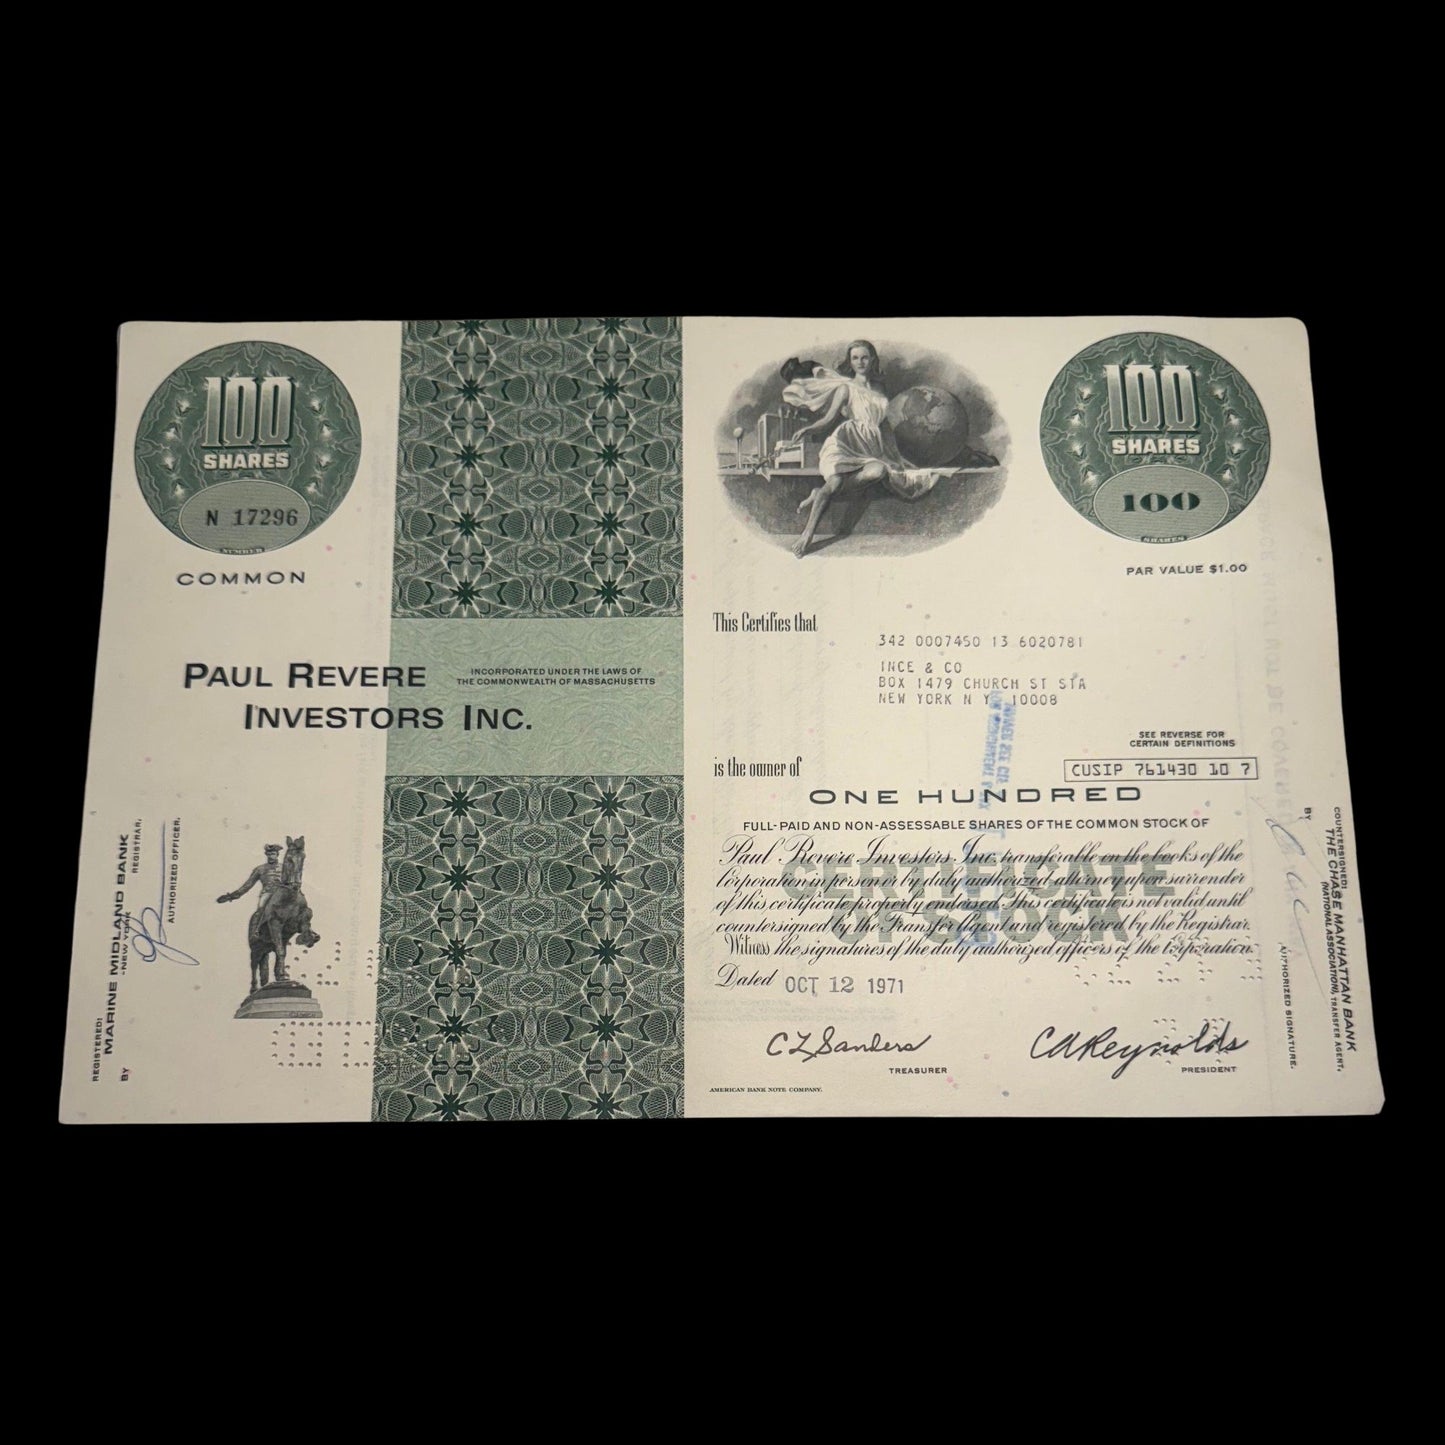 100
SHARES
N 17296
NUMBER
COMMON
PAUL REVERE
INVESTORS INC.
INCORPORATED UNDER THE LAWS OF
THE COMMONWEALTH OF MASSACHUSETTS
REGISTERED:
MARINE MIDLAND BANK
-NEW YORK
REGISTRAR,
BY
AUTHORIZED OFFICER.
100
SHARES
100
SHARES
PAR VALUE $1.00
This Certifies that
342 0007450 13 6020781
INCE & CO
BOX 1479 CHURCH ST STA
NEW YORK N Y 10008
SEE REVERSE FOR
CERTAIN DEFINITIONS
is the owner of
CUSIP 761430 10 7
ONE HUNDRED
FULL-PAID AND NON-ASSESSABLE SHARES OF THE COMMON STOCK OF
CERTIFICATE
STOCK
Paul Revere Investors Inc. transferable on the books of the
Corporation in person or by duly authorized attorney upon surrender
of this certificate properly endorsed. This certificate is not valid until
countersigned by the Transfer Agent and registered by the Registrar.
Witness the signatures of the duly authorized officers of the Corporation.
Dated OCT 12 1971
C L Sanders
TREASURER
C A Reynolds
PRESIDENT
AMERICAN BANK NOTE COMPANY.
COUNTERSIGNED:
THE CHASE MANHATTAN BANK
(NATIONAL ASSOCIATION), TRANSFER AGENT,
BY
AUTHORIZED SIGNATURE.